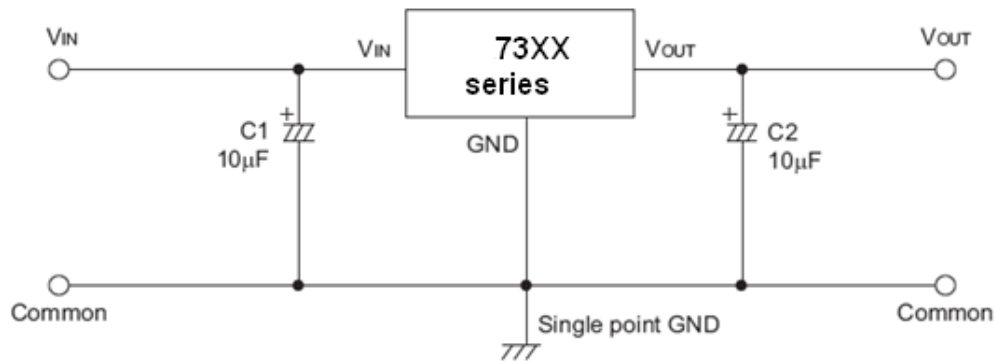 VIN
VIN
73XX
series
VOUT
VOUT
+
C1
10μF
GND
+
C2
10μF
Common
Single point GND
Common